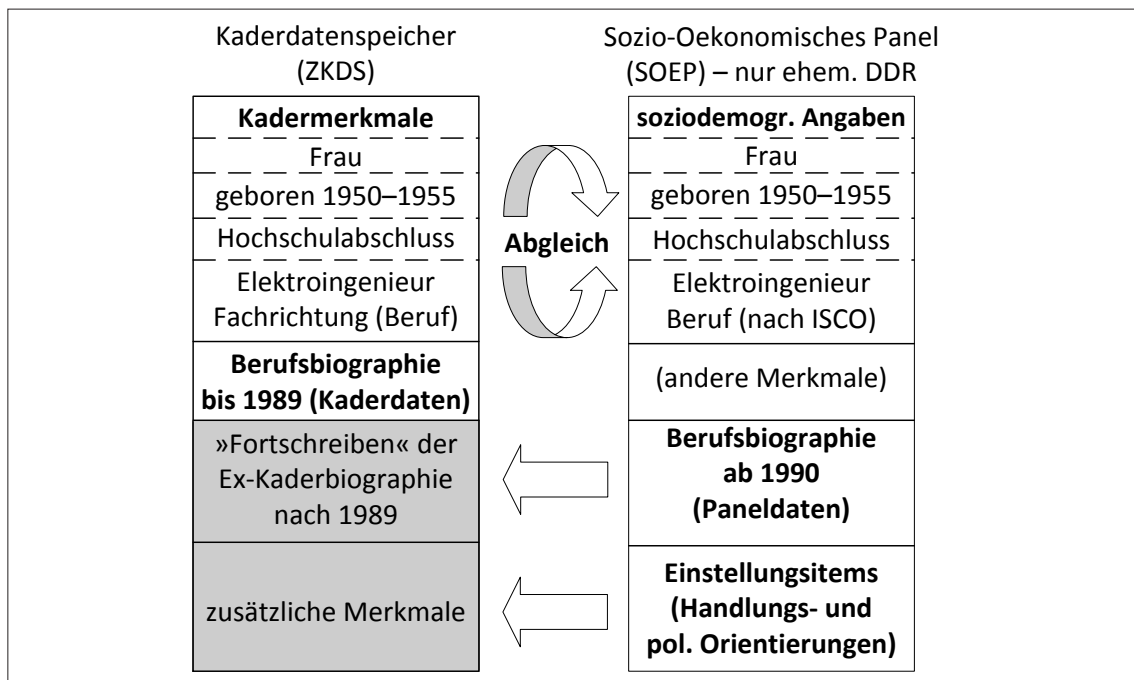 Kaderdatenspeicher
(ZKDS)
Kadermerkmale
Frau
geboren 1950–1955
Hochschulabschluss
Elektroingenieur
Fachrichtung (Beruf)
Berufsbiographie
bis 1989 (Kaderdaten)
»Fortschreiben« der
Ex-Kaderbiographie
nach 1989
zusätzliche Merkmale
Abgleich
Sozio-Oekonomisches Panel
(SOEP) – nur ehem. DDR
soziodemogr. Angaben
Frau
geboren 1950–1955
Hochschulabschluss
Elektroingenieur
Beruf (nach ISCO)
(andere Merkmale)
Berufsbiographie
ab 1990
(Paneldaten)
Einstellungsitems
(Handlungs- und
pol. Orientierungen)